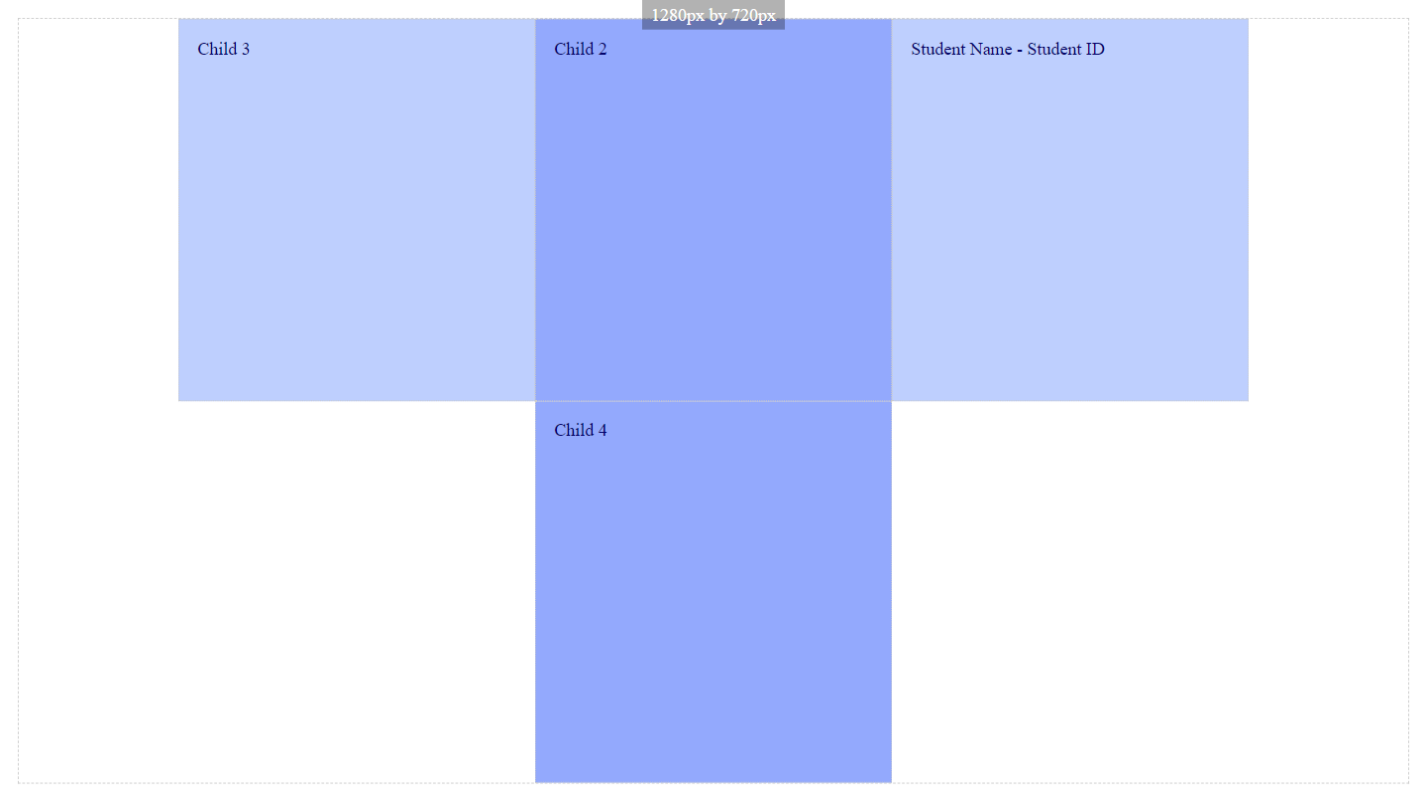 1280px by 720px
Child 3
Child 2
Student Name - Student ID
Child 4